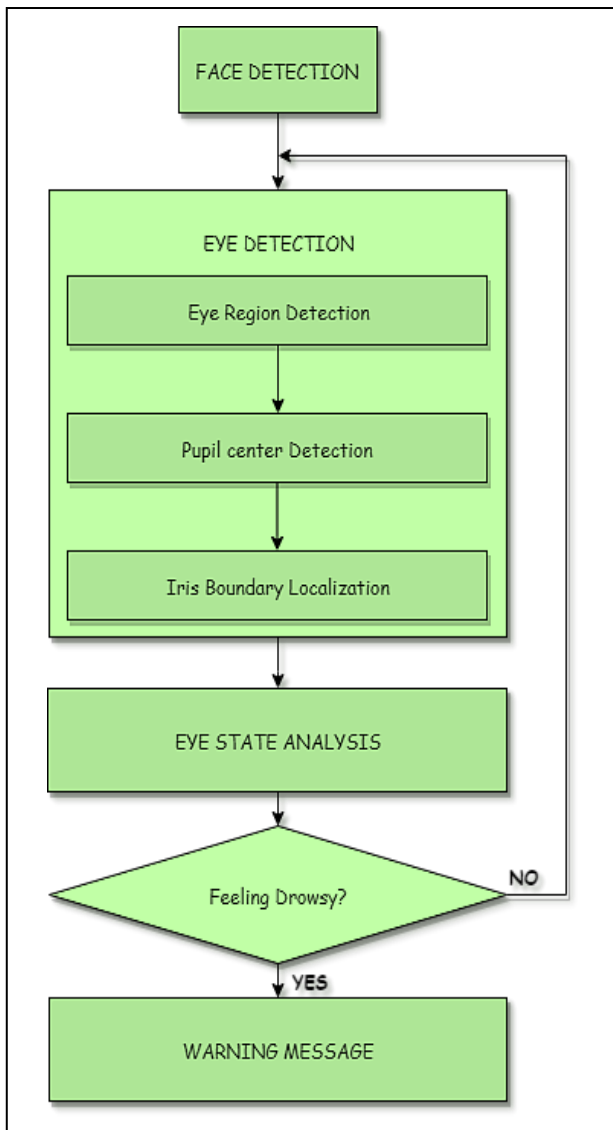 FACE DETECTION
EYE DETECTION
Eye Region Detection
Pupil center Detection
Iris Boundary Localization
EYE STATE ANALYSIS
Feeling Drowsy?
NO
YES
WARNING MESSAGE